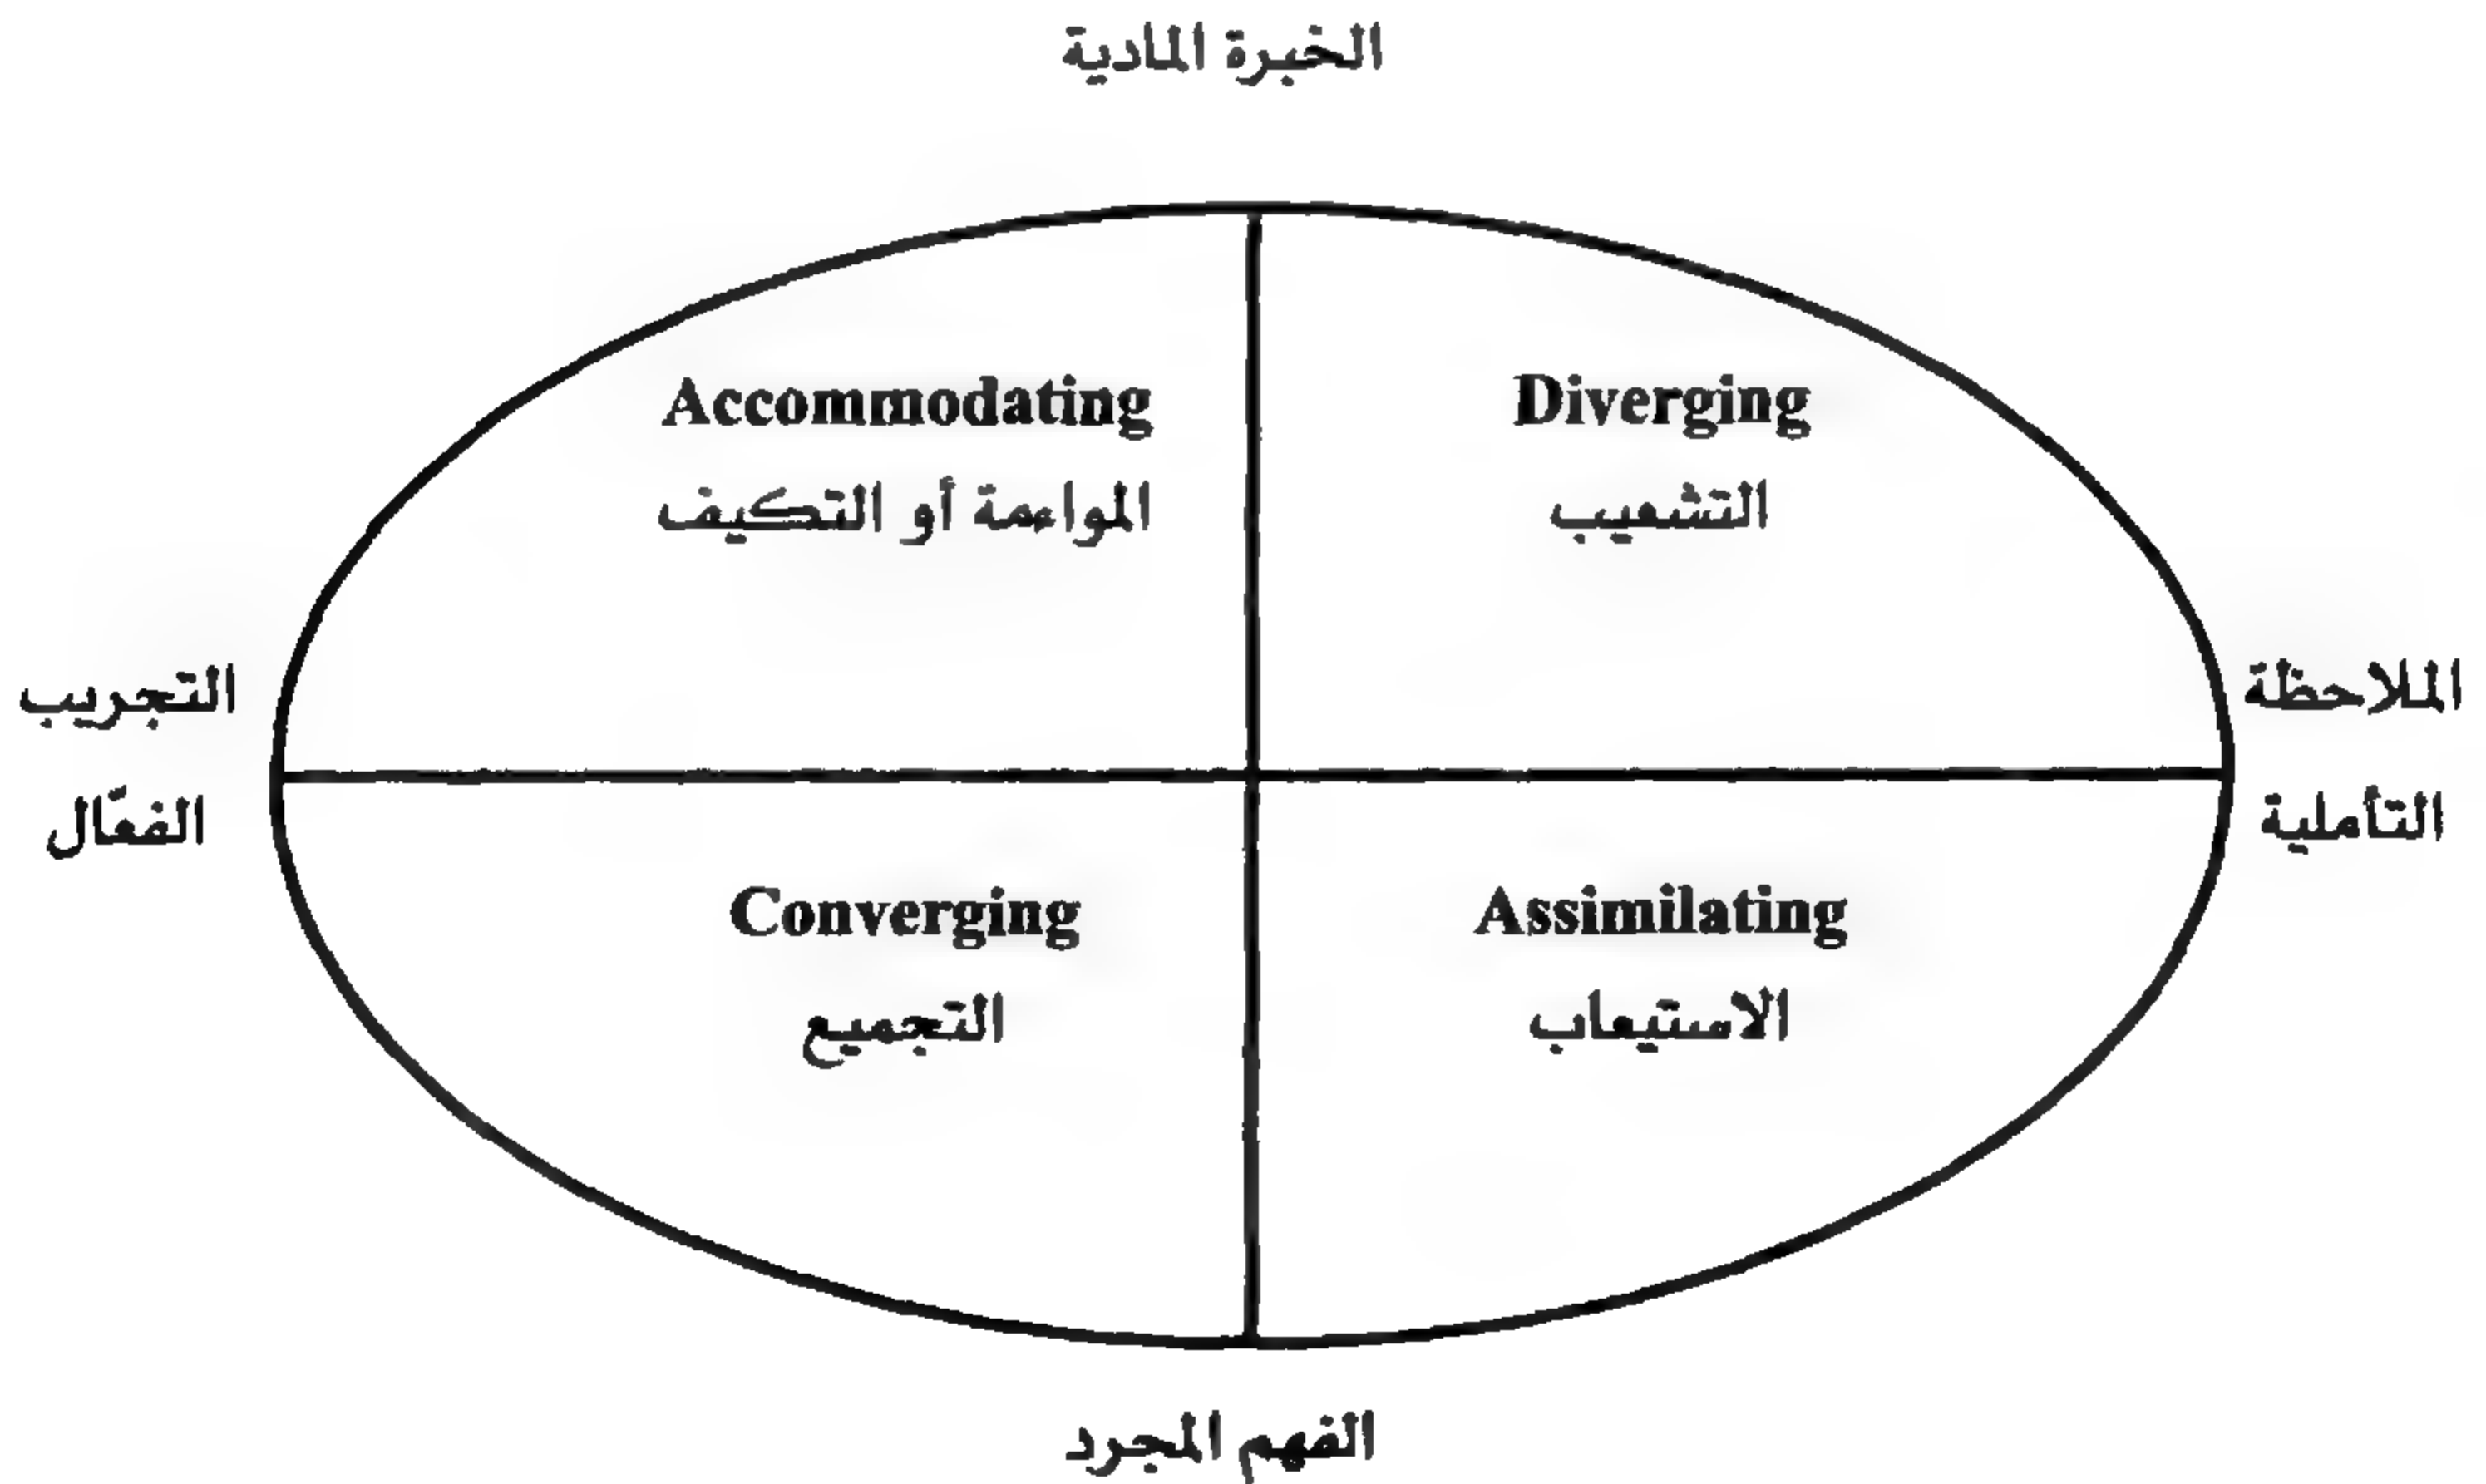 الخبرة المادية
Accommodating
Diverging
المواءمة أو التكيف
التشعيب
التجريب
الملاحظة
الفعّال
التأملية
Converging
Assimilating
التجميع
الاستيعاب
الفهم المجرد